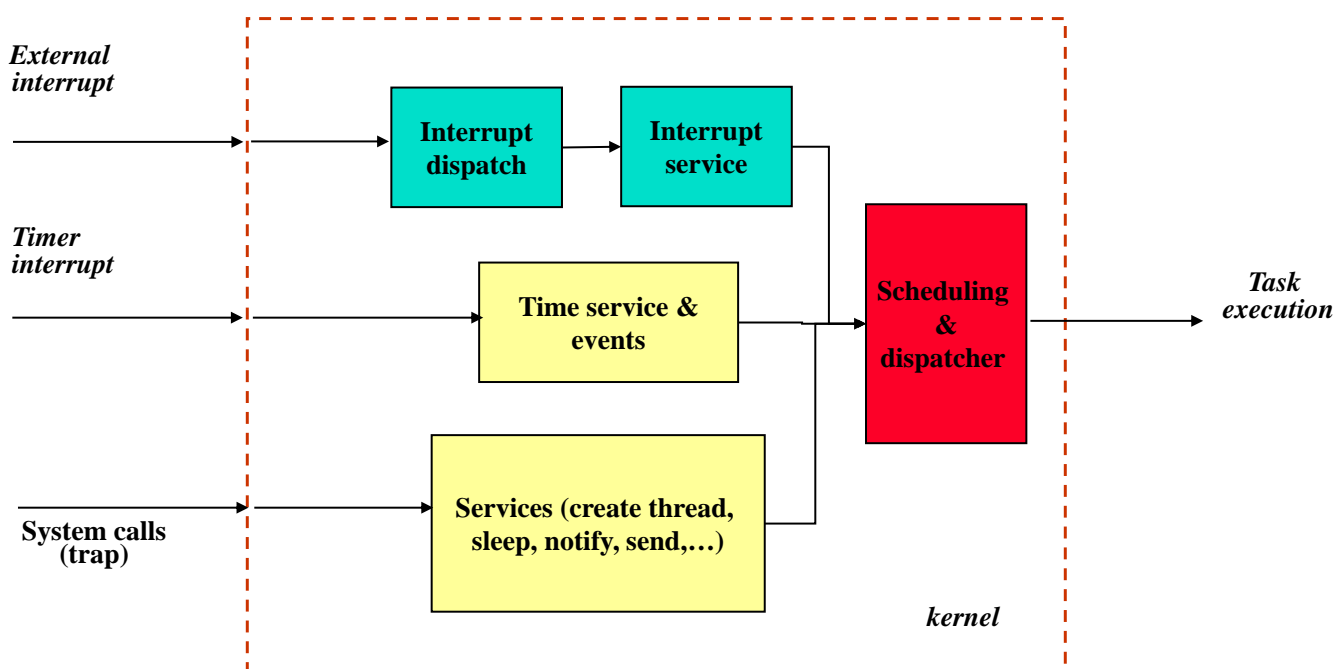 External
interrupt
Interrupt
dispatch
Interrupt
service
Timer
interrupt
Time service &
events
Scheduling
&
dispatcher
Task
execution
System calls
(trap)
Services (create thread,
sleep, notify, send,…)
kernel